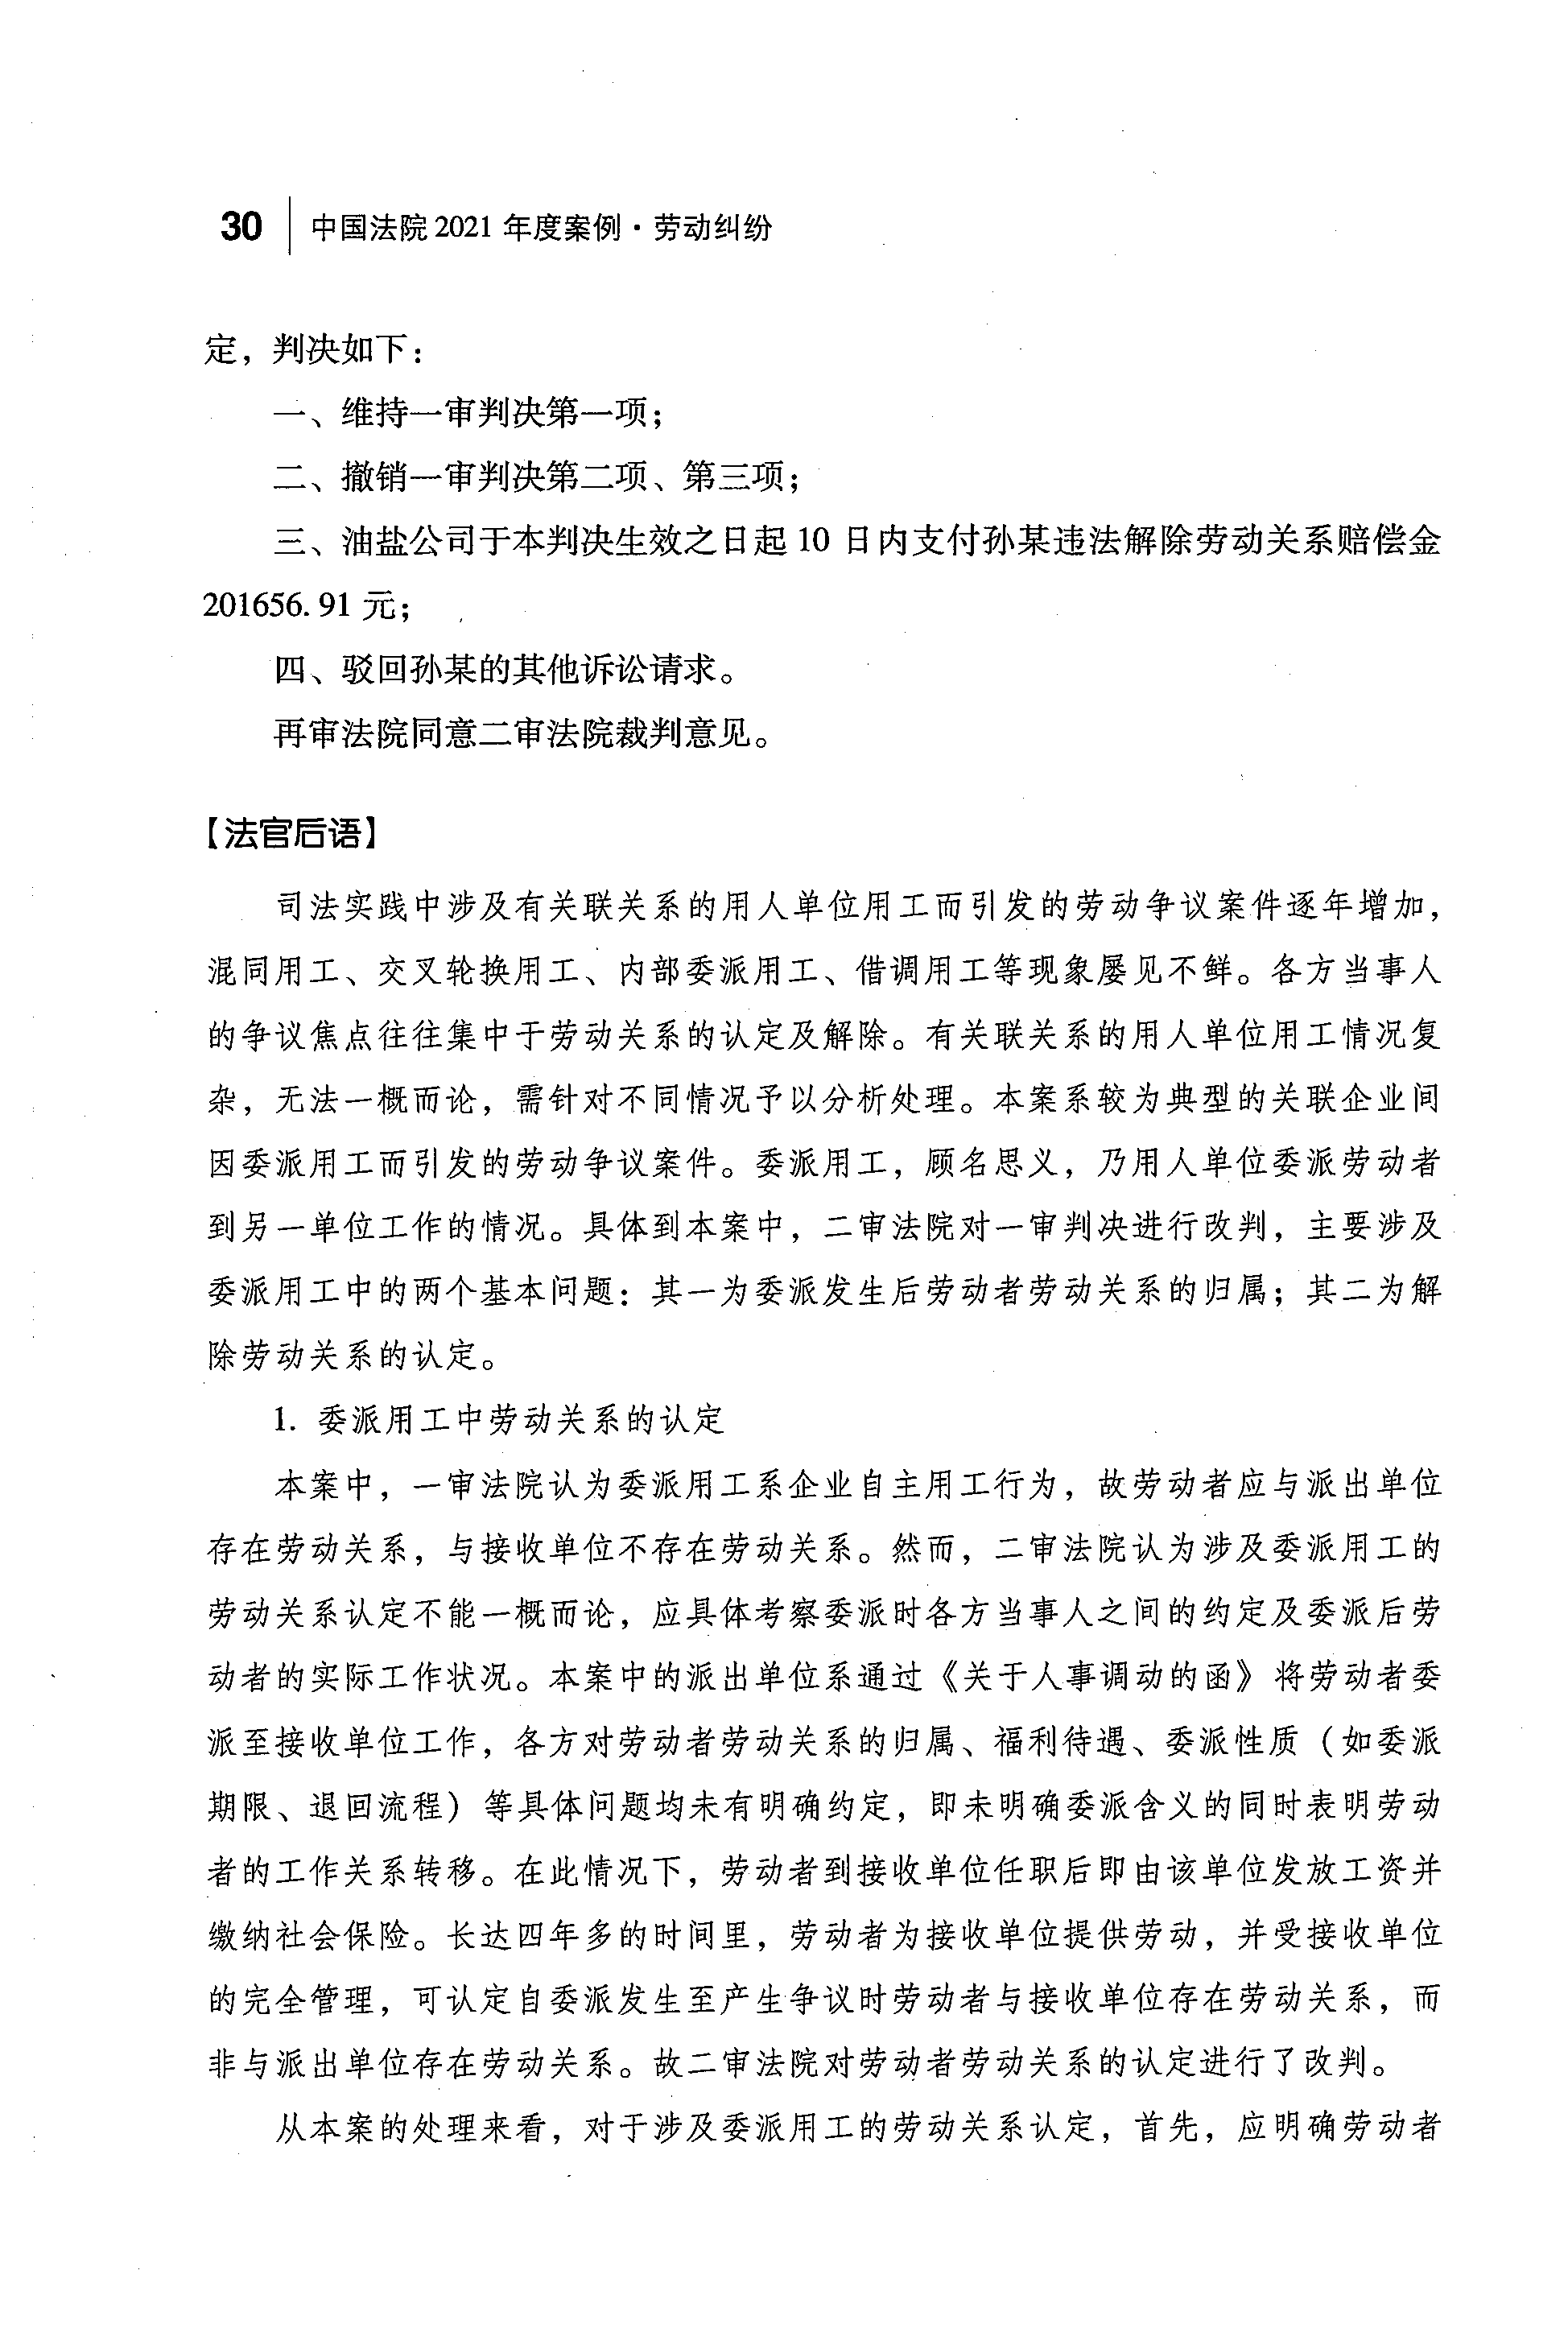 30 中国法院2021年度案例·劳动纠纷
定，判决如下：
一、维持一审判决第一项；
二、撤销一审判决第二项、第三项；
三、油盐公司于本判决生效之日起10日内支付孙某违法解除劳动关系赔偿金
201656.91元；
四、驳回孙某的其他诉讼请求。
再审法院同意二审法院裁判意见。
【法官后语】
司法实践中涉及有关联关系的用人单位用工而引发的劳动争议案件逐年增加，
混同用工、交叉轮换用工、内部委派用工、借调用工等现象屡见不鲜。各方当事人
的争议焦点往往集中于劳动关系的认定及解除。有关联关系的用人单位用工情况复
杂，无法一概而论，需针对不同情况予以分析处理。本案系较为典型的关联企业间
因委派用工而引发的劳动争议案件。委派用工，顾名思义，乃用人单位委派劳动者
到另一单位工作的情况。具体到本案中，二审法院对一审判决进行改判，主要涉及
委派用工中的两个基本问题：其一为委派发生后劳动者劳动关系的归属；其二为解
除劳动关系的认定。
1. 委派用工中劳动关系的认定
本案中，一审法院认为委派用工系企业自主用工行为，故劳动者应与派出单位
存在劳动关系，与接收单位不存在劳动关系。然而，二审法院认为涉及委派用工的
劳动关系认定不能一概而论，应具体考察委派时各方当事人之间的约定及委派后劳
动者的实际工作状况。本案中的派出单位系通过《关于人事调动的函》将劳动者委
派至接收单位工作，各方对劳动者劳动关系的归属、福利待遇、委派性质（如委派
期限、退回流程）等具体问题均未有明确约定，即未明确委派含义的同时表明劳动
者的工作关系转移。在此情况下，劳动者到接收单位任职后即由该单位发放工资并
缴纳社会保险。长达四年多的时间里，劳动者为接收单位提供劳动，并受接收单位
的完全管理，可认定自委派发生至产生争议时劳动者与接收单位存在劳动关系，而
非与派出单位存在劳动关系。故二审法院对劳动者劳动关系的认定进行了改判。
从本案的处理来看，对于涉及委派用工的劳动关系认定，首先，应明确劳动者